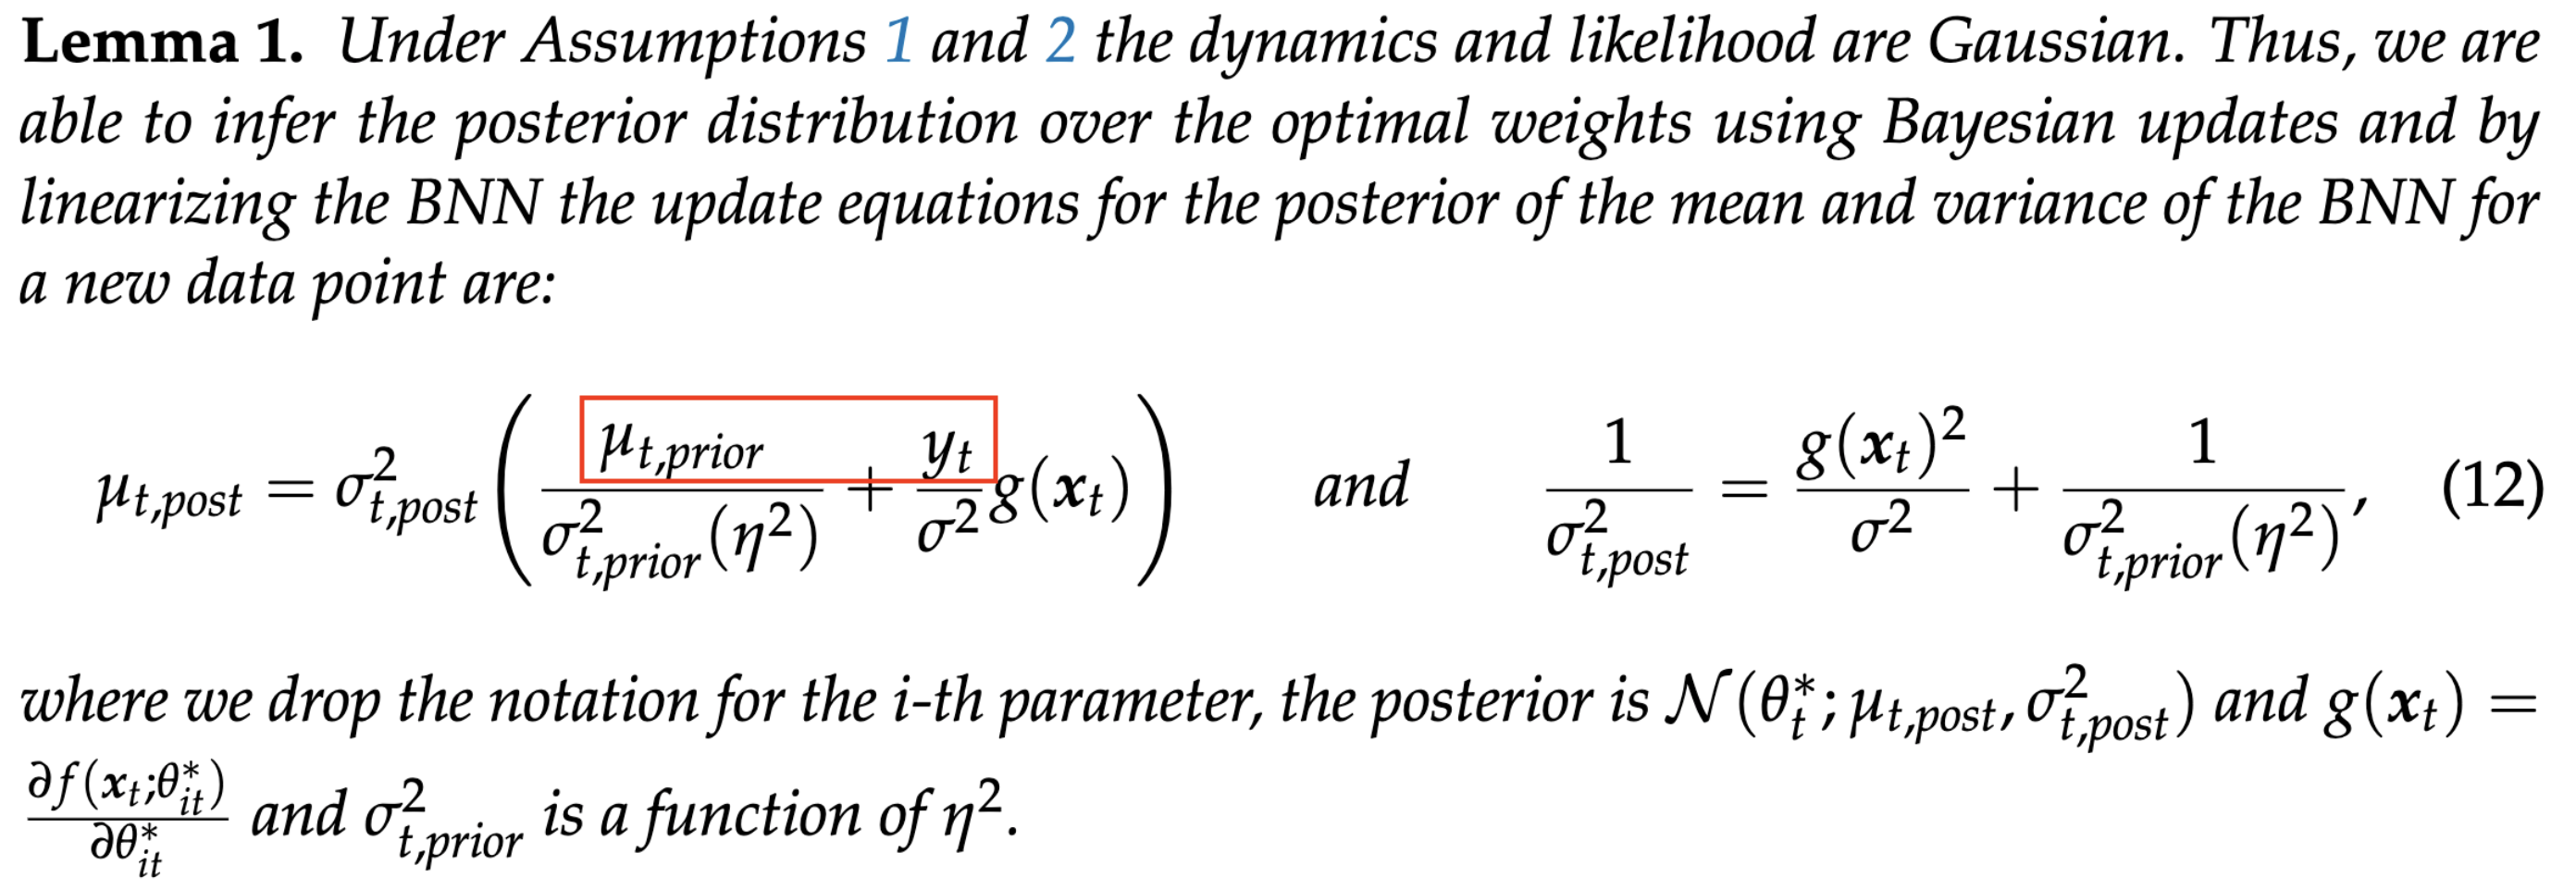 Lemma 1. Under Assumptions 1 and 2 the dynamics and likelihood are Gaussian. Thus, we are
able to infer the posterior distribution over the optimal weights using Bayesian updates and by
linearizing the BNN the update equations for the posterior of the mean and variance of the BNN for
a new data point are:
$\mu_{t,post} = \sigma^2_{t,post} \left( \frac{\mu_{t,prior}}{\sigma^2_{t,prior}(\eta^2)} + \frac{y_t}{\sigma^2} g(\boldsymbol{x}_t) \right)$ and $\frac{1}{\sigma^2_{t,post}} = \frac{g(\boldsymbol{x}_t)^2}{\sigma^2} + \frac{1}{\sigma^2_{t,prior}(\eta^2)},$ (12)
where we drop the notation for the i-th parameter, the posterior is $\mathcal{N}(\theta^*_t; \mu_{t,post}, \sigma^2_{t,post})$ and $g(\boldsymbol{x}_t) =$
$\frac{\partial f(\boldsymbol{x}_t; \theta^*_{it})}{\partial \theta^*_{it}}$ and $\sigma^2_{t,prior}$ is a function of $\eta^2$.